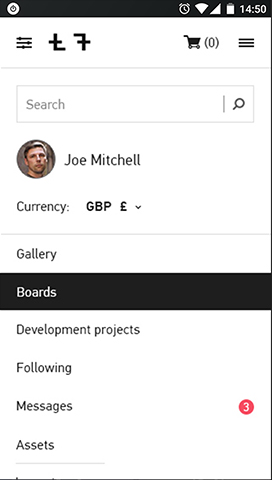 14:50
(0)
Search
Joe Mitchell
Currency: GBP £
Gallery
Boards
Development projects
Following
Messages 3
Assets